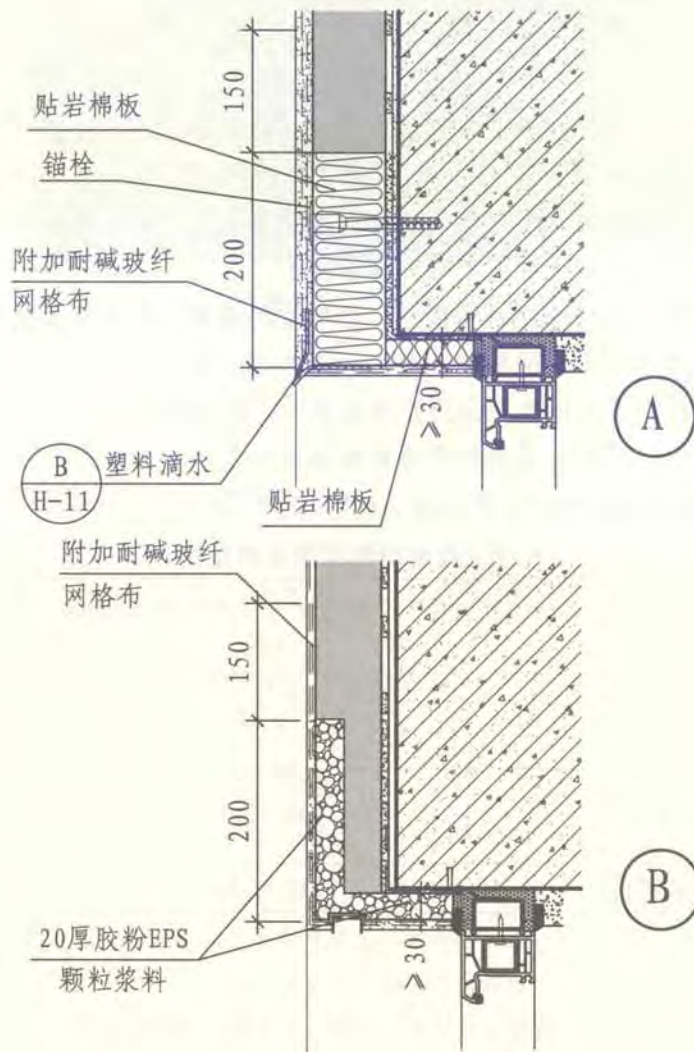 150
贴岩棉板
锚栓
200
附加耐碱玻纤
网格布
≥30
A
B
H-11
塑料滴水
贴岩棉板
附加耐碱玻纤
网格布
150
200
B
20厚胶粉EPS
颗粒浆料
≥30